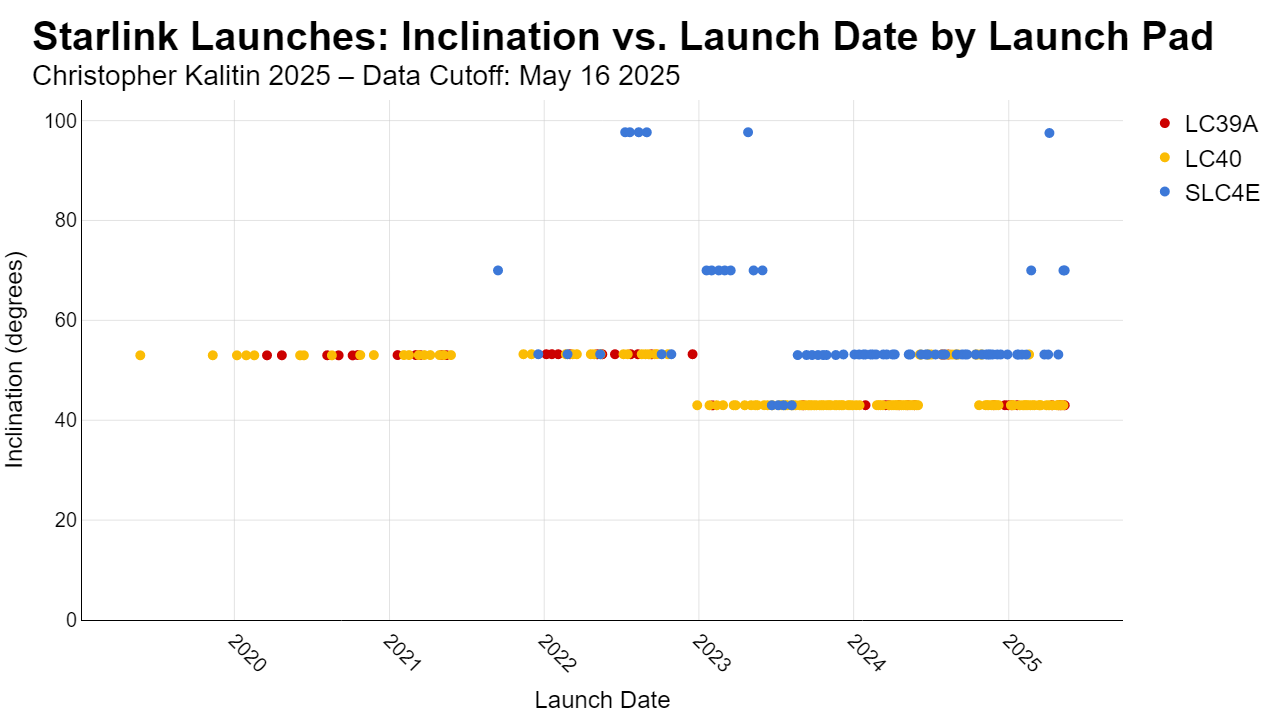 Starlink Launches: Inclination vs. Launch Date by Launch Pad
Christopher Kalitin 2025 – Data Cutoff: May 16 2025
LC39A
LC40
SLC4E
Inclination (degrees)
100
80
60
40
20
0
2020
2021
2022
2023
2024
2025
Launch Date